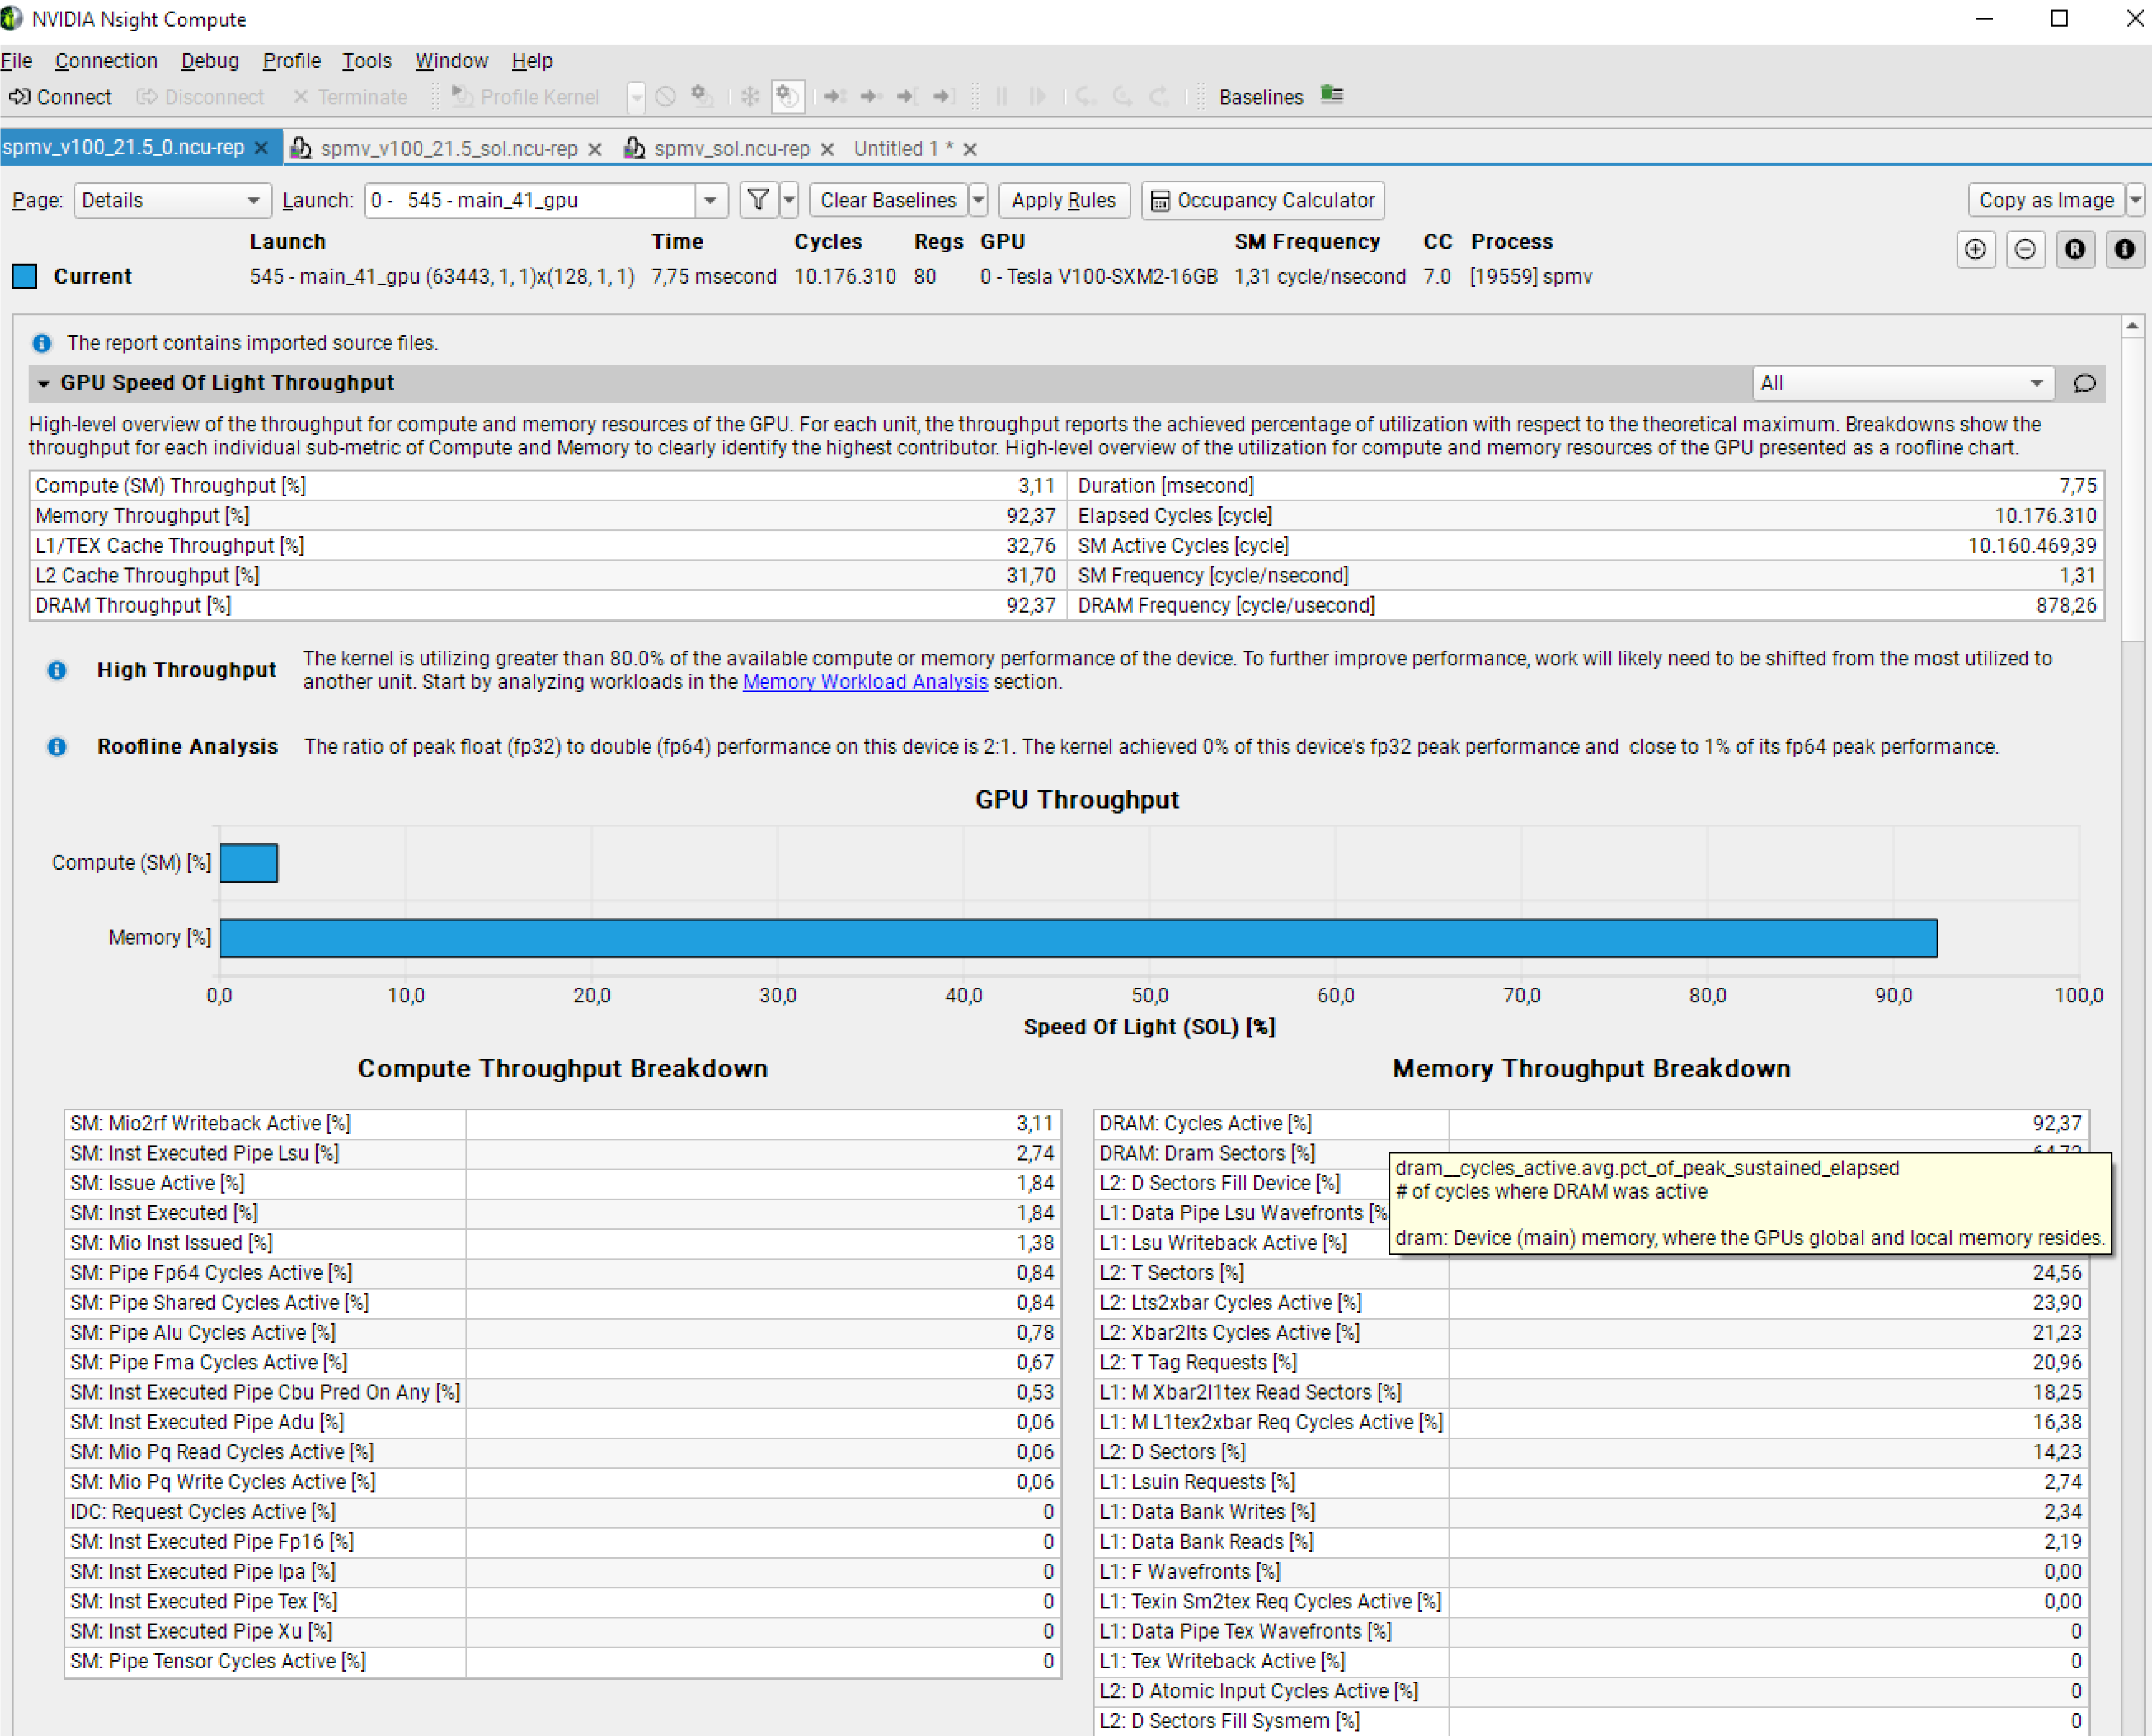 NVIDIA Nsight Compute
File Connection Debug Profile Tools Window Help
Connect Disconnect Terminate Profile Kernel Baselines
spmv_v100_21.5_0.ncu-rep spmv_v100_21.5_sol.ncu-rep spmv_sol.ncu-rep Untitled 1 *
Page: Details Launch: 0 - 545 - main_41_gpu Clear Baselines Apply Rules Occupancy Calculator Copy as Image
Launch Time Cycles Regs GPU SM Frequency CC Process
Current 545 - main_41_gpu (63443, 1, 1)x(128, 1, 1) 7,75 msecond 10.176.310 80 0 - Tesla V100-SXM2-16GB 1,31 cycle/nsecond 7.0 [19559] spmv
The report contains imported source files.
GPU Speed Of Light Throughput All
High-level overview of the throughput for compute and memory resources of the GPU. For each unit, the throughput reports the achieved percentage of utilization with respect to the theoretical maximum. Breakdowns show the
throughput for each individual sub-metric of Compute and Memory to clearly identify the highest contributor. High-level overview of the utilization for compute and memory resources of the GPU presented as a roofline chart.
Compute (SM) Throughput [%] 3,11 Duration [msecond] 7,75
Memory Throughput [%] 92,37 Elapsed Cycles [cycle] 10.176.310
L1/TEX Cache Throughput [%] 32,76 SM Active Cycles [cycle] 10.160.469,39
L2 Cache Throughput [%] 31,70 SM Frequency [cycle/nsecond] 1,31
DRAM Throughput [%] 92,37 DRAM Frequency [cycle/usecond] 878,26
High Throughput The kernel is utilizing greater than 80.0% of the available compute or memory performance of the device. To further improve performance, work will likely need to be shifted from the most utilized to
another unit. Start by analyzing workloads in the Memory Workload Analysis section.
Roofline Analysis The ratio of peak float (fp32) to double (fp64) performance on this device is 2:1. The kernel achieved 0% of this device's fp32 peak performance and close to 1% of its fp64 peak performance.
GPU Throughput
Compute (SM) [%]
Memory [%]
0,0 10,0 20,0 30,0 40,0 50,0 60,0 70,0 80,0 90,0 100,0
Speed Of Light (SOL) [%]
Compute Throughput Breakdown
SM: Mio2rf Writeback Active [%] 3,11
SM: Inst Executed Pipe Lsu [%] 2,74
SM: Issue Active [%] 1,84
SM: Inst Executed [%] 1,84
SM: Mio Inst Issued [%] 1,38
SM: Pipe Fp64 Cycles Active [%] 0,84
SM: Pipe Shared Cycles Active [%] 0,84
SM: Pipe Alu Cycles Active [%] 0,78
SM: Pipe Fma Cycles Active [%] 0,67
SM: Inst Executed Pipe Cbu Pred On Any [%] 0,53
SM: Inst Executed Pipe Adu [%] 0,06
SM: Mio Pq Read Cycles Active [%] 0,06
SM: Mio Pq Write Cycles Active [%] 0,06
IDC: Request Cycles Active [%] 0
SM: Inst Executed Pipe Fp16 [%] 0
SM: Inst Executed Pipe Ipa [%] 0
SM: Inst Executed Pipe Tex [%] 0
SM: Inst Executed Pipe Xu [%] 0
SM: Pipe Tensor Cycles Active [%] 0
Memory Throughput Breakdown
DRAM: Cycles Active [%] 92,37
DRAM: Dram Sectors [%]
L2: D Sectors Fill Device [%]
L1: Data Pipe Lsu Wavefronts [%
L1: Lsu Writeback Active [%]
dram__cycles_active.avg.pct_of_peak_sustained_elapsed
# of cycles where DRAM was active
dram: Device (main) memory, where the GPUs global and local memory resides.
L2: T Sectors [%] 24,56
L2: Lts2xbar Cycles Active [%] 23,90
L2: Xbar2lts Cycles Active [%] 21,23
L2: T Tag Requests [%] 20,96
L1: M Xbar2l1tex Read Sectors [%] 18,25
L1: M L1tex2xbar Req Cycles Active [%] 16,38
L2: D Sectors [%] 14,23
L1: Lsuin Requests [%] 2,74
L1: Data Bank Writes [%] 2,34
L1: Data Bank Reads [%] 2,19
L1: F Wavefronts [%] 0,00
L1: Texin Sm2tex Req Cycles Active [%] 0,00
L1: Data Pipe Tex Wavefronts [%] 0
L1: Tex Writeback Active [%] 0
L2: D Atomic Input Cycles Active [%] 0
L2: D Sectors Fill Sysmem [%] 0